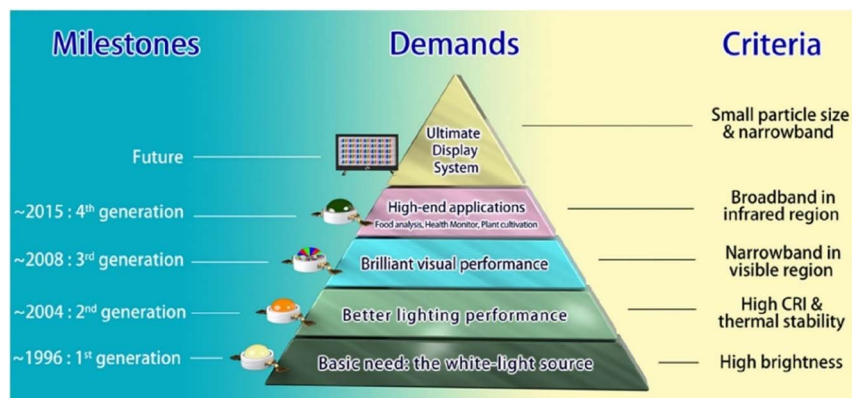 Milestones
Demands
Criteria
Future
Ultimate
Display
System
Small particle size
& narrowband
~2015 : 4th generation
High-end applications
Food analysis, Health Monitor, Plant cultivation
Broadband in
infrared region
~2008 : 3rd generation
Brilliant visual performance
Narrowband in
visible region
~2004 : 2nd generation
Better lighting performance
High CRI &
thermal stability
~1996 : 1st generation
Basic need: the white-light source
High brightness